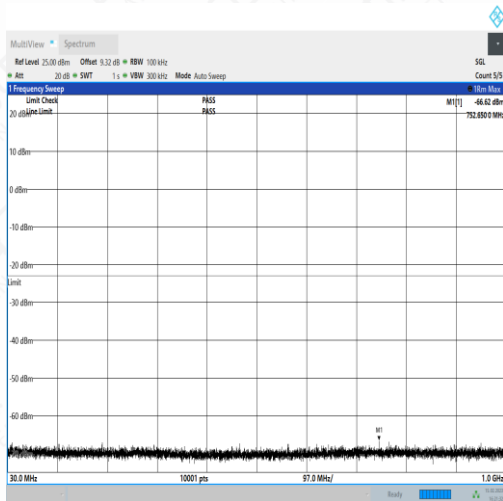 MultiView Spectrum
Ref Level 25.00 dBm Offset 9.32 dB RBW 100 kHz SGL
Att 20 dB SWT 1 s VBW 300 kHz Mode Auto Sweep Count 5/5
1 Frequency Sweep 1Rm Max
Limit Check PASS M1[1] -66.62 dBm
Line Limit PASS 752.6500 MHz
20 dBm
10 dBm
0 dBm
-10 dBm
-20 dBm
Limit
-30 dBm
-40 dBm
-50 dBm
-60 dBm
M1
30.0 MHz 10001 pts 97.0 MHz/ 1.0 GHz
Ready